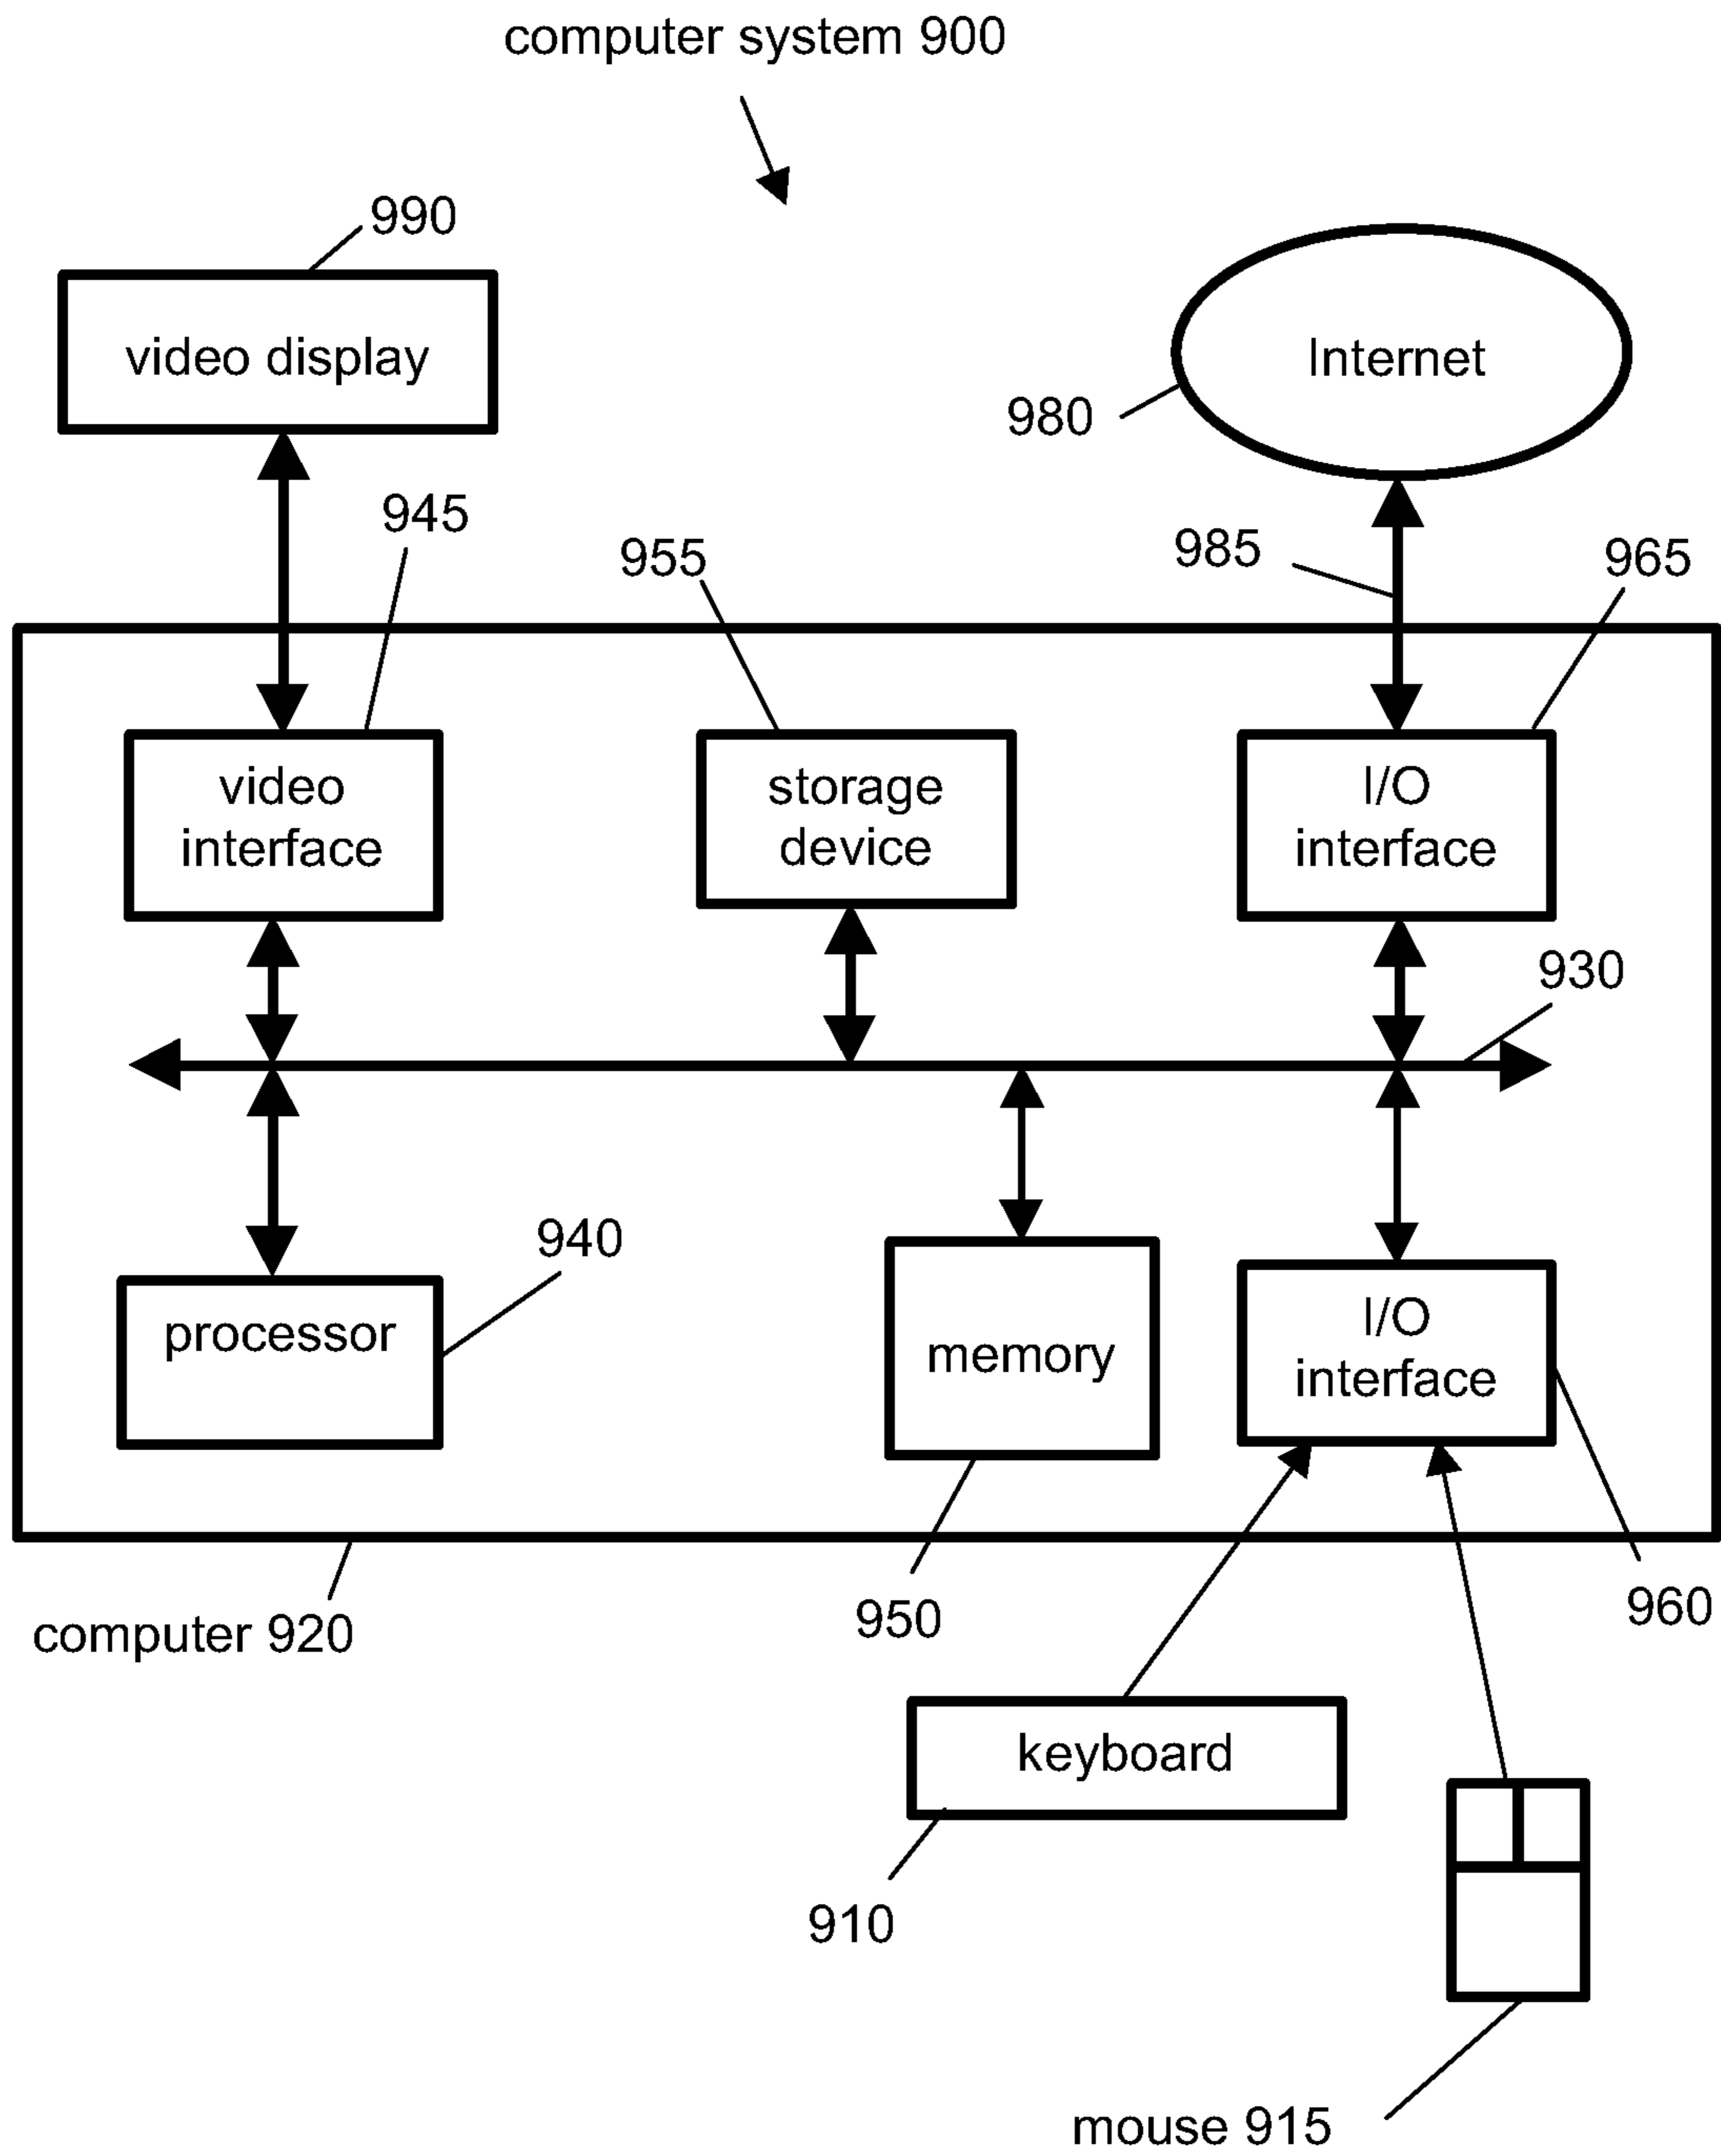 computer system 900
990
video display
Internet
980
945
955
985
965
video
interface
storage
device
I/O
interface
930
940
processor
memory
I/O
interface
computer 920
950
960
keyboard
910
mouse 915